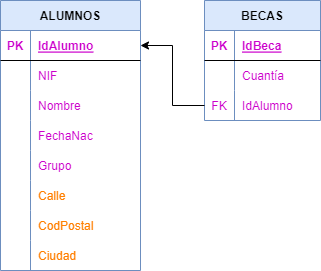 ALUMNOS
PK IdAlumno
NIF
Nombre
FechaNac
Grupo
Calle
CodPostal
Ciudad
BECAS
PK IdBeca
Cuantía
FK IdAlumno